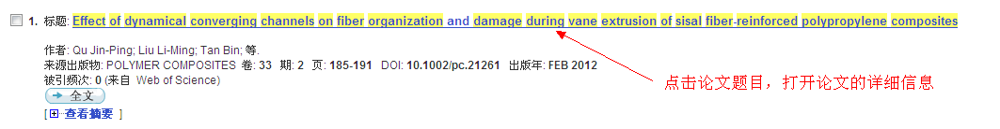 1. 标题: Effect of dynamical converging channels on fiber organization and damage during vane extrusion of sisal fiber-reinforced polypropylene composites
作者: Qu Jin-Ping; Liu Li-Ming; Tan Bin; 等.
来源出版物: POLYMER COMPOSITES 卷: 33 期: 2 页: 185-191 DOI: 10.1002/pc.21261 出版年: FEB 2012
点击论文题目，打开论文的详细信息
被引频次: 0 (来自 Web of Science)
全文
[查看摘要 ]